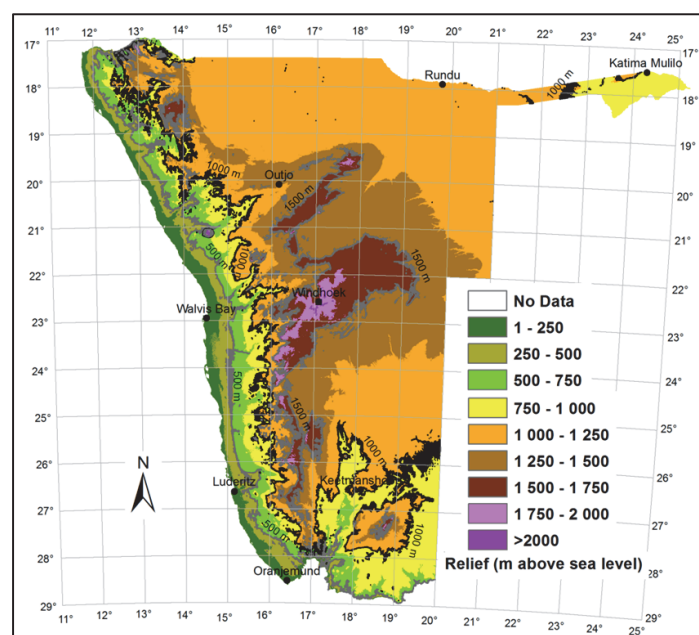 11° 12° 13° 14° 15° 16° 17° 18° 19° 20° 21° 22° 23° 24° 25°
17° 17°
Katima Mulilo
Rundu
1000 m
18° 18°
19° 19°
1000 m
Outjo
20° 20°
1500 m
21° 21°
500 m
1000 m
1500 m
22° 22°
Windhoek
Walvis Bay
23° 23°
24° 24°
500 m
25° 25°
1500 m
1000 m
26° 26°
N
Luderitz
Keetmansho
27° 27°
500 m
1000 m
28° 28°
Oranjemund
29°
11° 12° 13° 14° 15° 16° 17° 18° 19° 20° 21° 22° 23° 24° 25°
No Data
1 - 250
250 - 500
500 - 750
750 - 1 000
1 000 - 1 250
1 250 - 1 500
1 500 - 1 750
1 750 - 2 000
>2000
Relief (m above sea level)